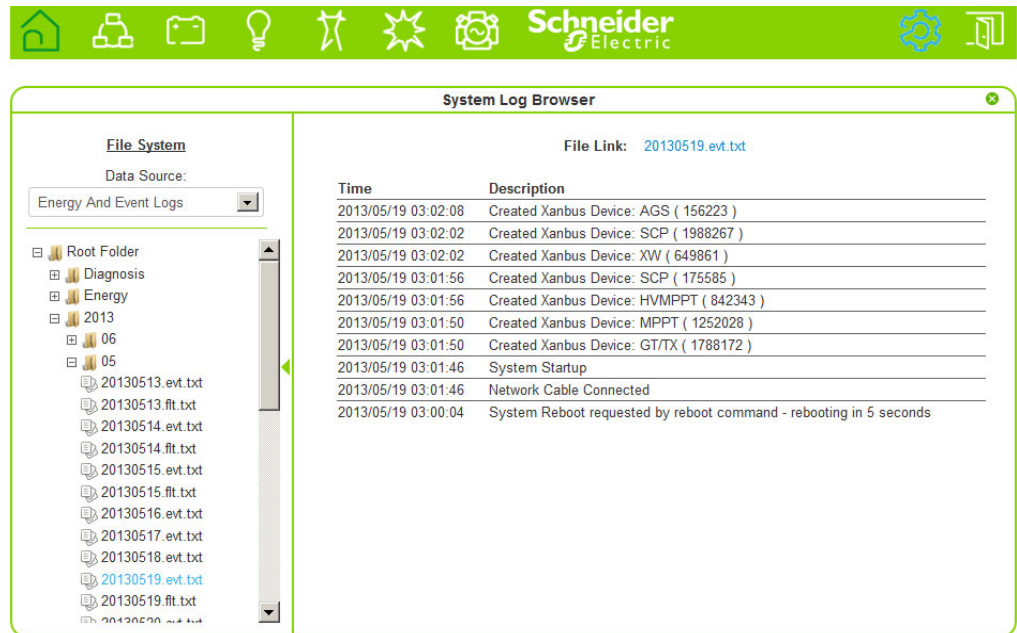 Schneider
Electric
System Log Browser
File System
Data Source:
Energy And Event Logs
Root Folder
Diagnosis
Energy
2013
06
05
20130513.evt.txt
20130513.flt.txt
20130514.evt.txt
20130514.flt.txt
20130515.evt.txt
20130515.flt.txt
20130516.evt.txt
20130517.evt.txt
20130518.evt.txt
20130519.evt.txt
20130519.flt.txt
20130520.evt.txt
File Link: 20130519.evt.txt
Time Description
2013/05/19 03:02:08 Created Xanbus Device: AGS ( 156223 )
2013/05/19 03:02:02 Created Xanbus Device: SCP ( 1988267 )
2013/05/19 03:02:02 Created Xanbus Device: XW ( 649861 )
2013/05/19 03:01:56 Created Xanbus Device: SCP ( 175585 )
2013/05/19 03:01:56 Created Xanbus Device: HVMPPT ( 842343 )
2013/05/19 03:01:50 Created Xanbus Device: MPPT ( 1252028 )
2013/05/19 03:01:50 Created Xanbus Device: GT/TX ( 1788172 )
2013/05/19 03:01:46 System Startup
2013/05/19 03:01:46 Network Cable Connected
2013/05/19 03:00:04 System Reboot requested by reboot command - rebooting in 5 seconds